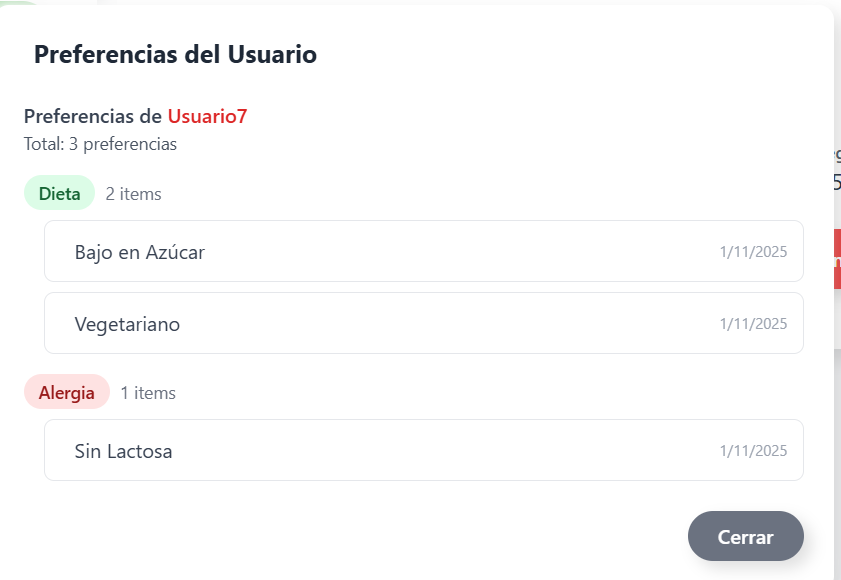 Preferencias del Usuario
Preferencias de Usuario7
Total: 3 preferencias
Dieta 2 items
Bajo en Azúcar 1/11/2025
Vegetariano 1/11/2025
Alergia 1 items
Sin Lactosa 1/11/2025
Cerrar